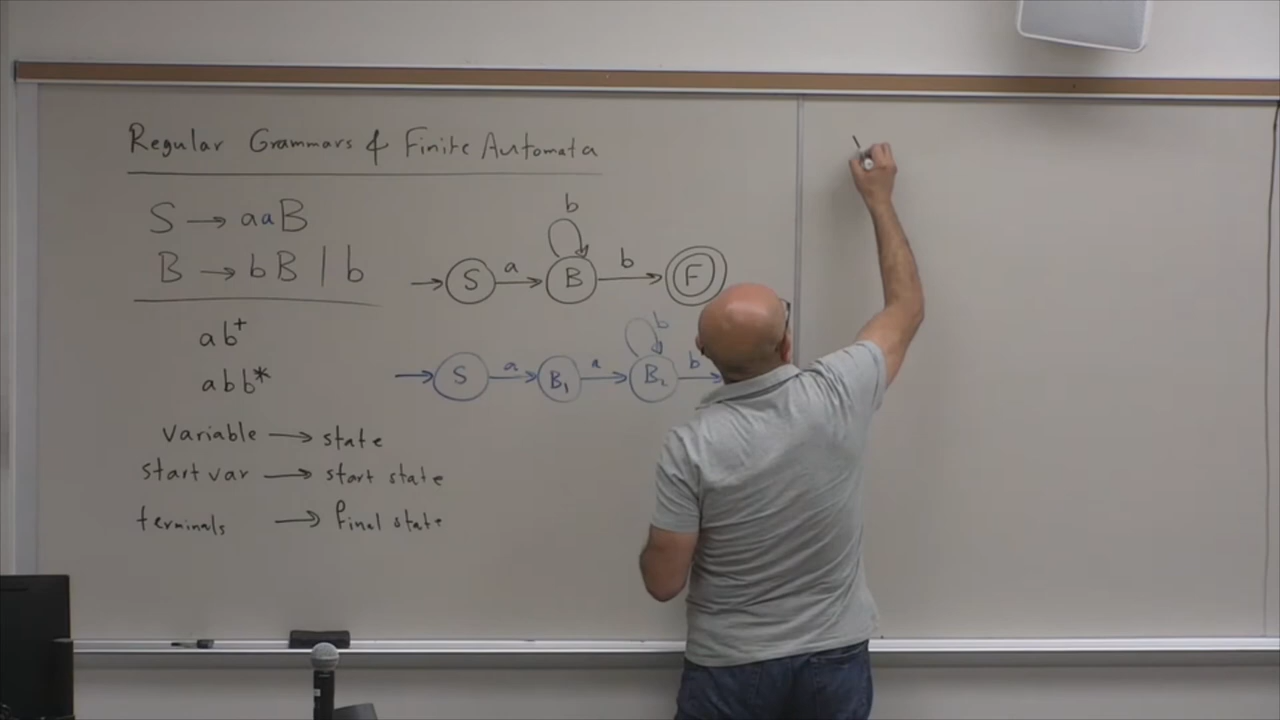 Regular Grammars & Finite Automata
S → aaB
B → bB | b
ab⁺
abb*
variable → state
start var → start state
terminals → final state
b
→ S a → B b → F
b
→ S a → B₁ a → B₂ b →